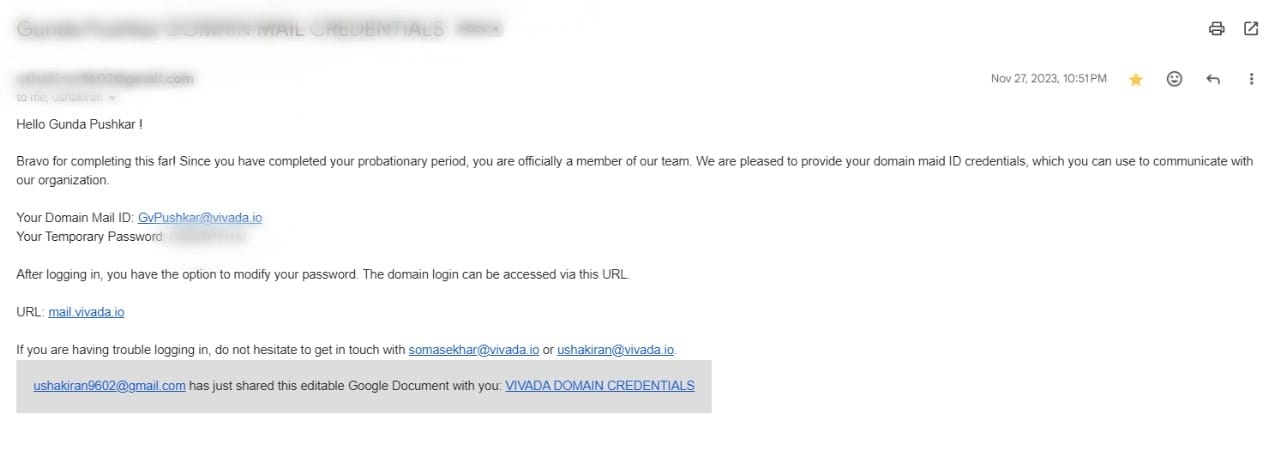 Gunda Pushkar DOMAIN MAIL CREDENTIALS Inbox ×
ushakiran9602@gmail.com
Nov 27, 2023, 10:51 PM
to me, ushakiran
Hello Gunda Pushkar !
Bravo for completing this far! Since you have completed your probationary period, you are officially a member of our team. We are pleased to provide your domain maid ID credentials, which you can use to communicate with
our organization.
Your Domain Mail ID: GvPushkar@vivada.io
Your Temporary Password:
After logging in, you have the option to modify your password. The domain login can be accessed via this URL.
URL: mail.vivada.io
If you are having trouble logging in, do not hesitate to get in touch with somasekhar@vivada.io or ushakiran@vivada.io.
ushakiran9602@gmail.com has just shared this editable Google Document with you: VIVADA DOMAIN CREDENTIALS